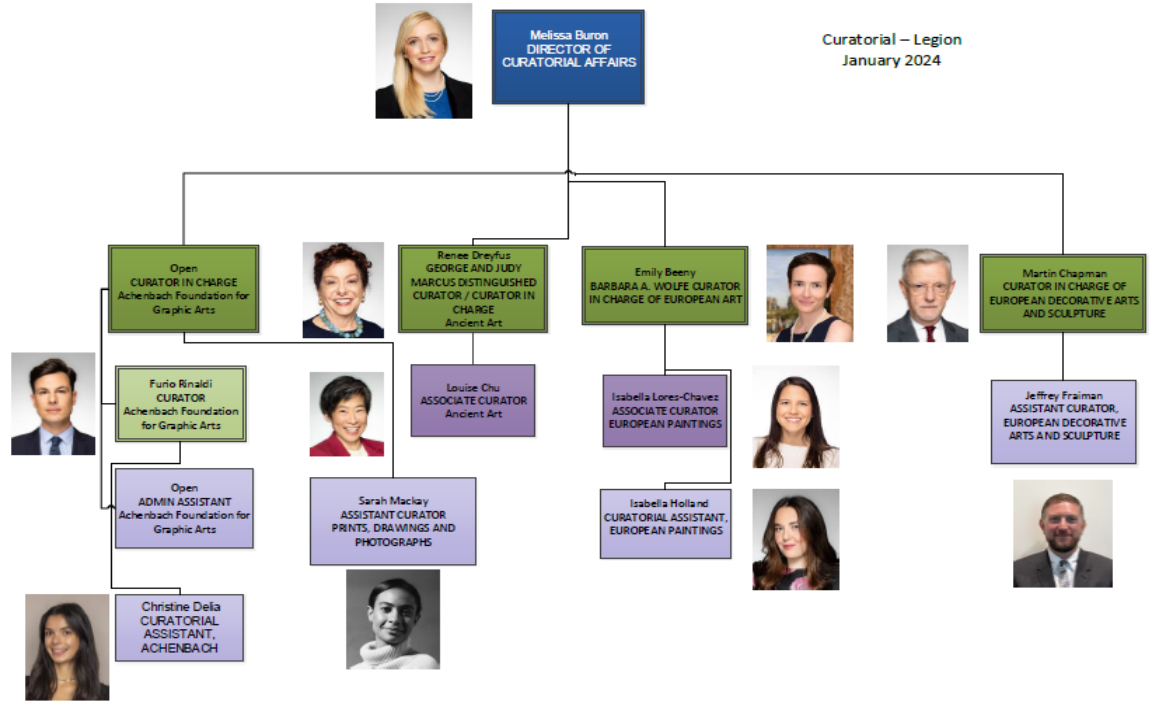 Melissa Buron
DIRECTOR OF
CURATORIAL AFFAIRS
Curatorial – Legion
January 2024
Open
CURATOR IN CHARGE
Achenbach Foundation for
Graphic Arts
Renee Dreyfus
GEORGE AND JUDY
MARCUS DISTINGUISHED
CURATOR / CURATOR IN
CHARGE
Ancient Art
Emily Beeny
BARBARA A. WOLFE CURATOR
IN CHARGE OF EUROPEAN ART
Martin Chapman
CURATOR IN CHARGE OF
EUROPEAN DECORATIVE ARTS
AND SCULPTURE
Furio Rinaldi
CURATOR
Achenbach Foundation
for Graphic Arts
Louise Chu
ASSOCIATE CURATOR
Ancient Art
Isabella Lores-Chavez
ASSOCIATE CURATOR
EUROPEAN PAINTINGS
Jeffrey Fraiman
ASSISTANT CURATOR,
EUROPEAN DECORATIVE
ARTS AND SCULPTURE
Open
ADMIN ASSISTANT
Achenbach Foundation for
Graphic Arts
Sarah Mackay
ASSISTANT CURATOR
PRINTS, DRAWINGS AND
PHOTOGRAPHS
Isabella Holland
CURATORIAL ASSISTANT,
EUROPEAN PAINTINGS
Christine Delia
CURATORIAL
ASSISTANT,
ACHENBACH